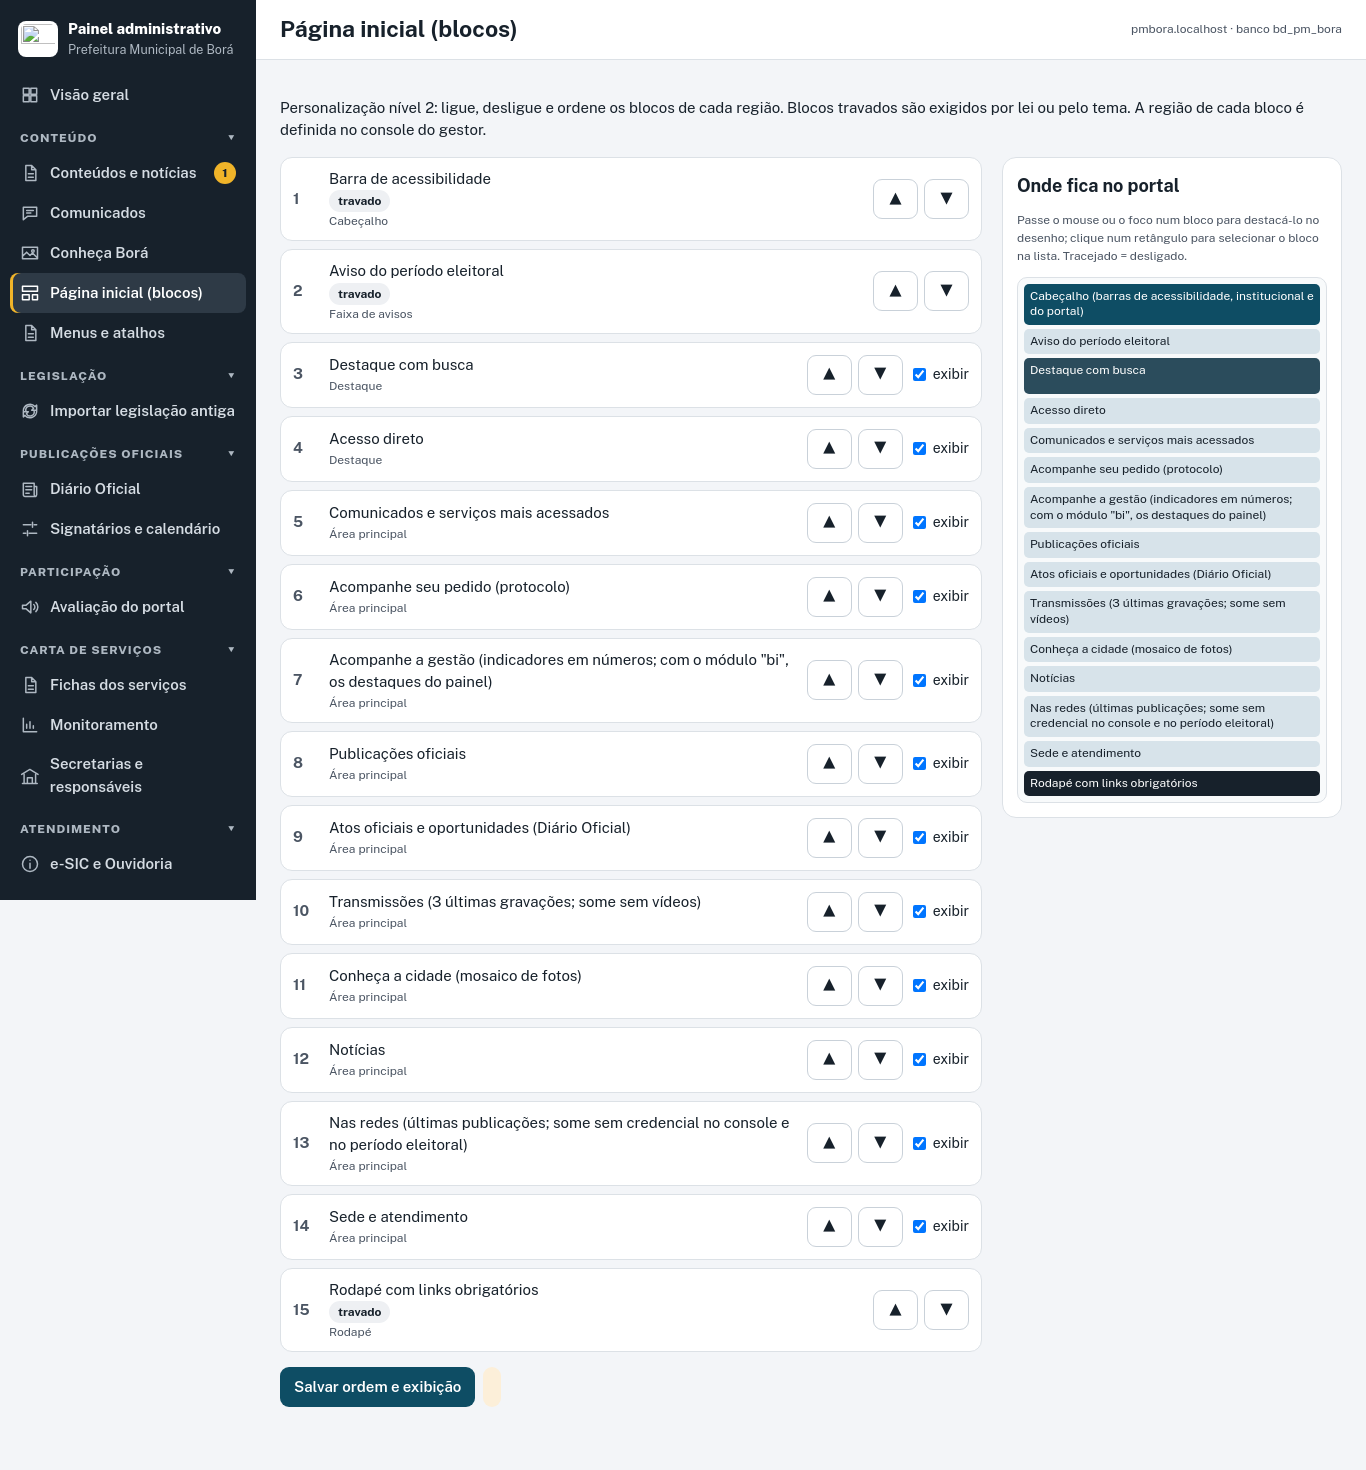 Painel administrativo
Prefeitura Municipal de Borá
Visão geral
CONTEÚDO ▼
Conteúdos e notícias 1
Comunicados
Conheça Borá
Página inicial (blocos)
Menus e atalhos
LEGISLAÇÃO ▼
Importar legislação antiga
PUBLICAÇÕES OFICIAIS ▼
Diário Oficial
Signatários e calendário
PARTICIPAÇÃO ▼
Avaliação do portal
CARTA DE SERVIÇOS ▼
Fichas dos serviços
Monitoramento
Secretarias e
responsáveis
ATENDIMENTO ▼
e-SIC e Ouvidoria
Página inicial (blocos)
pmbora.localhost · banco bd_pm_bora
Personalização nível 2: ligue, desligue e ordene os blocos de cada região. Blocos travados são exigidos por lei ou pelo tema. A região de cada bloco é
definida no console do gestor.
1
Barra de acessibilidade
travado
Cabeçalho
▲ ▼
2
Aviso do período eleitoral
travado
Faixa de avisos
▲ ▼
3
Destaque com busca
Destaque
▲ ▼ exibir
4
Acesso direto
Destaque
▲ ▼ exibir
5
Comunicados e serviços mais acessados
Área principal
▲ ▼ exibir
6
Acompanhe seu pedido (protocolo)
Área principal
▲ ▼ exibir
7
Acompanhe a gestão (indicadores em números; com o módulo "bi",
os destaques do painel)
Área principal
▲ ▼ exibir
8
Publicações oficiais
Área principal
▲ ▼ exibir
9
Atos oficiais e oportunidades (Diário Oficial)
Área principal
▲ ▼ exibir
10
Transmissões (3 últimas gravações; some sem vídeos)
Área principal
▲ ▼ exibir
11
Conheça a cidade (mosaico de fotos)
Área principal
▲ ▼ exibir
12
Notícias
Área principal
▲ ▼ exibir
13
Nas redes (últimas publicações; some sem credencial no console e
no período eleitoral)
Área principal
▲ ▼ exibir
14
Sede e atendimento
Área principal
▲ ▼ exibir
15
Rodapé com links obrigatórios
travado
Rodapé
▲ ▼
Salvar ordem e exibição
Onde fica no portal
Passe o mouse ou o foco num bloco para destacá-lo no
desenho; clique num retângulo para selecionar o bloco
na lista. Tracejado = desligado.
Cabeçalho (barras de acessibilidade, institucional e
do portal)
Aviso do período eleitoral
Destaque com busca
Acesso direto
Comunicados e serviços mais acessados
Acompanhe seu pedido (protocolo)
Acompanhe a gestão (indicadores em números;
com o módulo "bi", os destaques do painel)
Publicações oficiais
Atos oficiais e oportunidades (Diário Oficial)
Transmissões (3 últimas gravações; some sem
vídeos)
Conheça a cidade (mosaico de fotos)
Notícias
Nas redes (últimas publicações; some sem
credencial no console e no período eleitoral)
Sede e atendimento
Rodapé com links obrigatórios